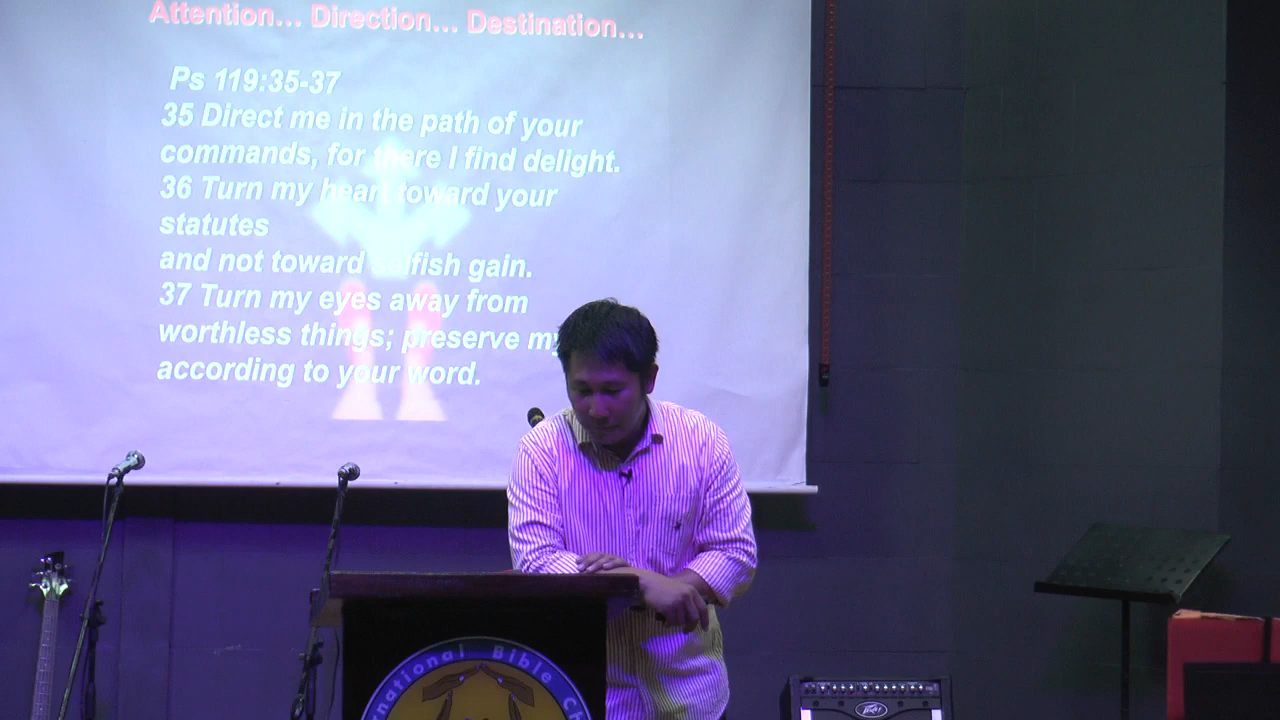 Attention… Direction… Destination…
Ps 119:35-37
35 Direct me in the path of your
commands, for there I find delight.
36 Turn my heart toward your
statutes
and not toward selfish gain.
37 Turn my eyes away from
worthless things; preserve my
according to your word.
International Bible
PEAVEY